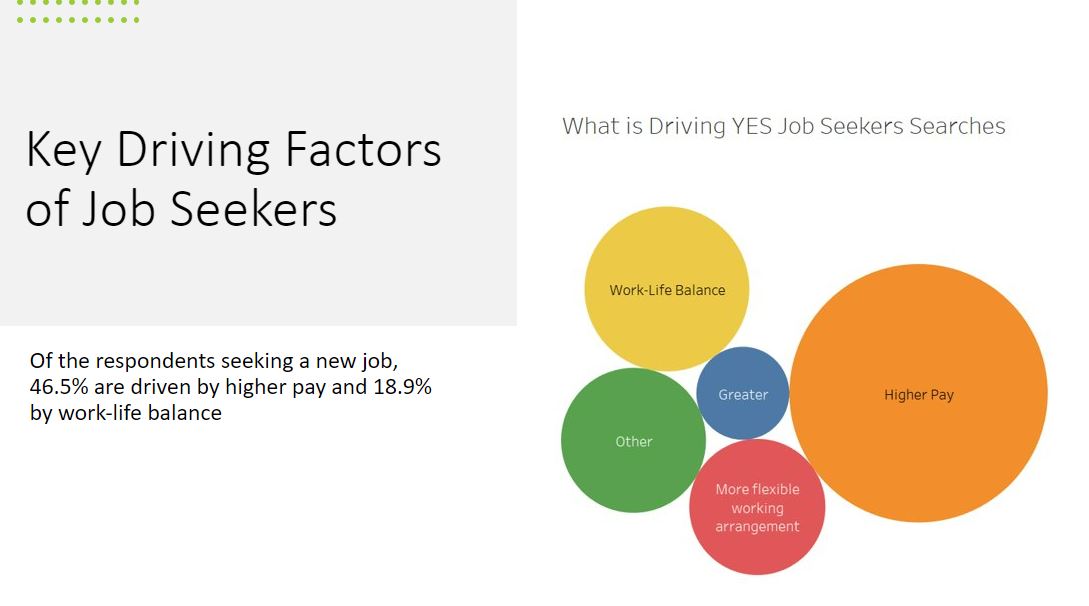 Key Driving Factors
of Job Seekers
Of the respondents seeking a new job,
46.5% are driven by higher pay and 18.9%
by work-life balance
What is Driving YES Job Seekers Searches
Work-Life Balance
Greater
Higher Pay
Other
More flexible
working
arrangement